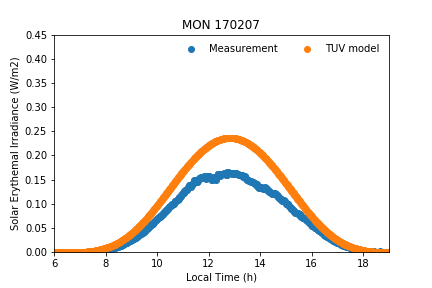 MON 170207
Measurement
TUV model
Solar Erythemal Irradiance (W/m2)
0.45
0.40
0.35
0.30
0.25
0.20
0.15
0.10
0.05
0.00
6 8 10 12 14 16 18
Local Time (h)